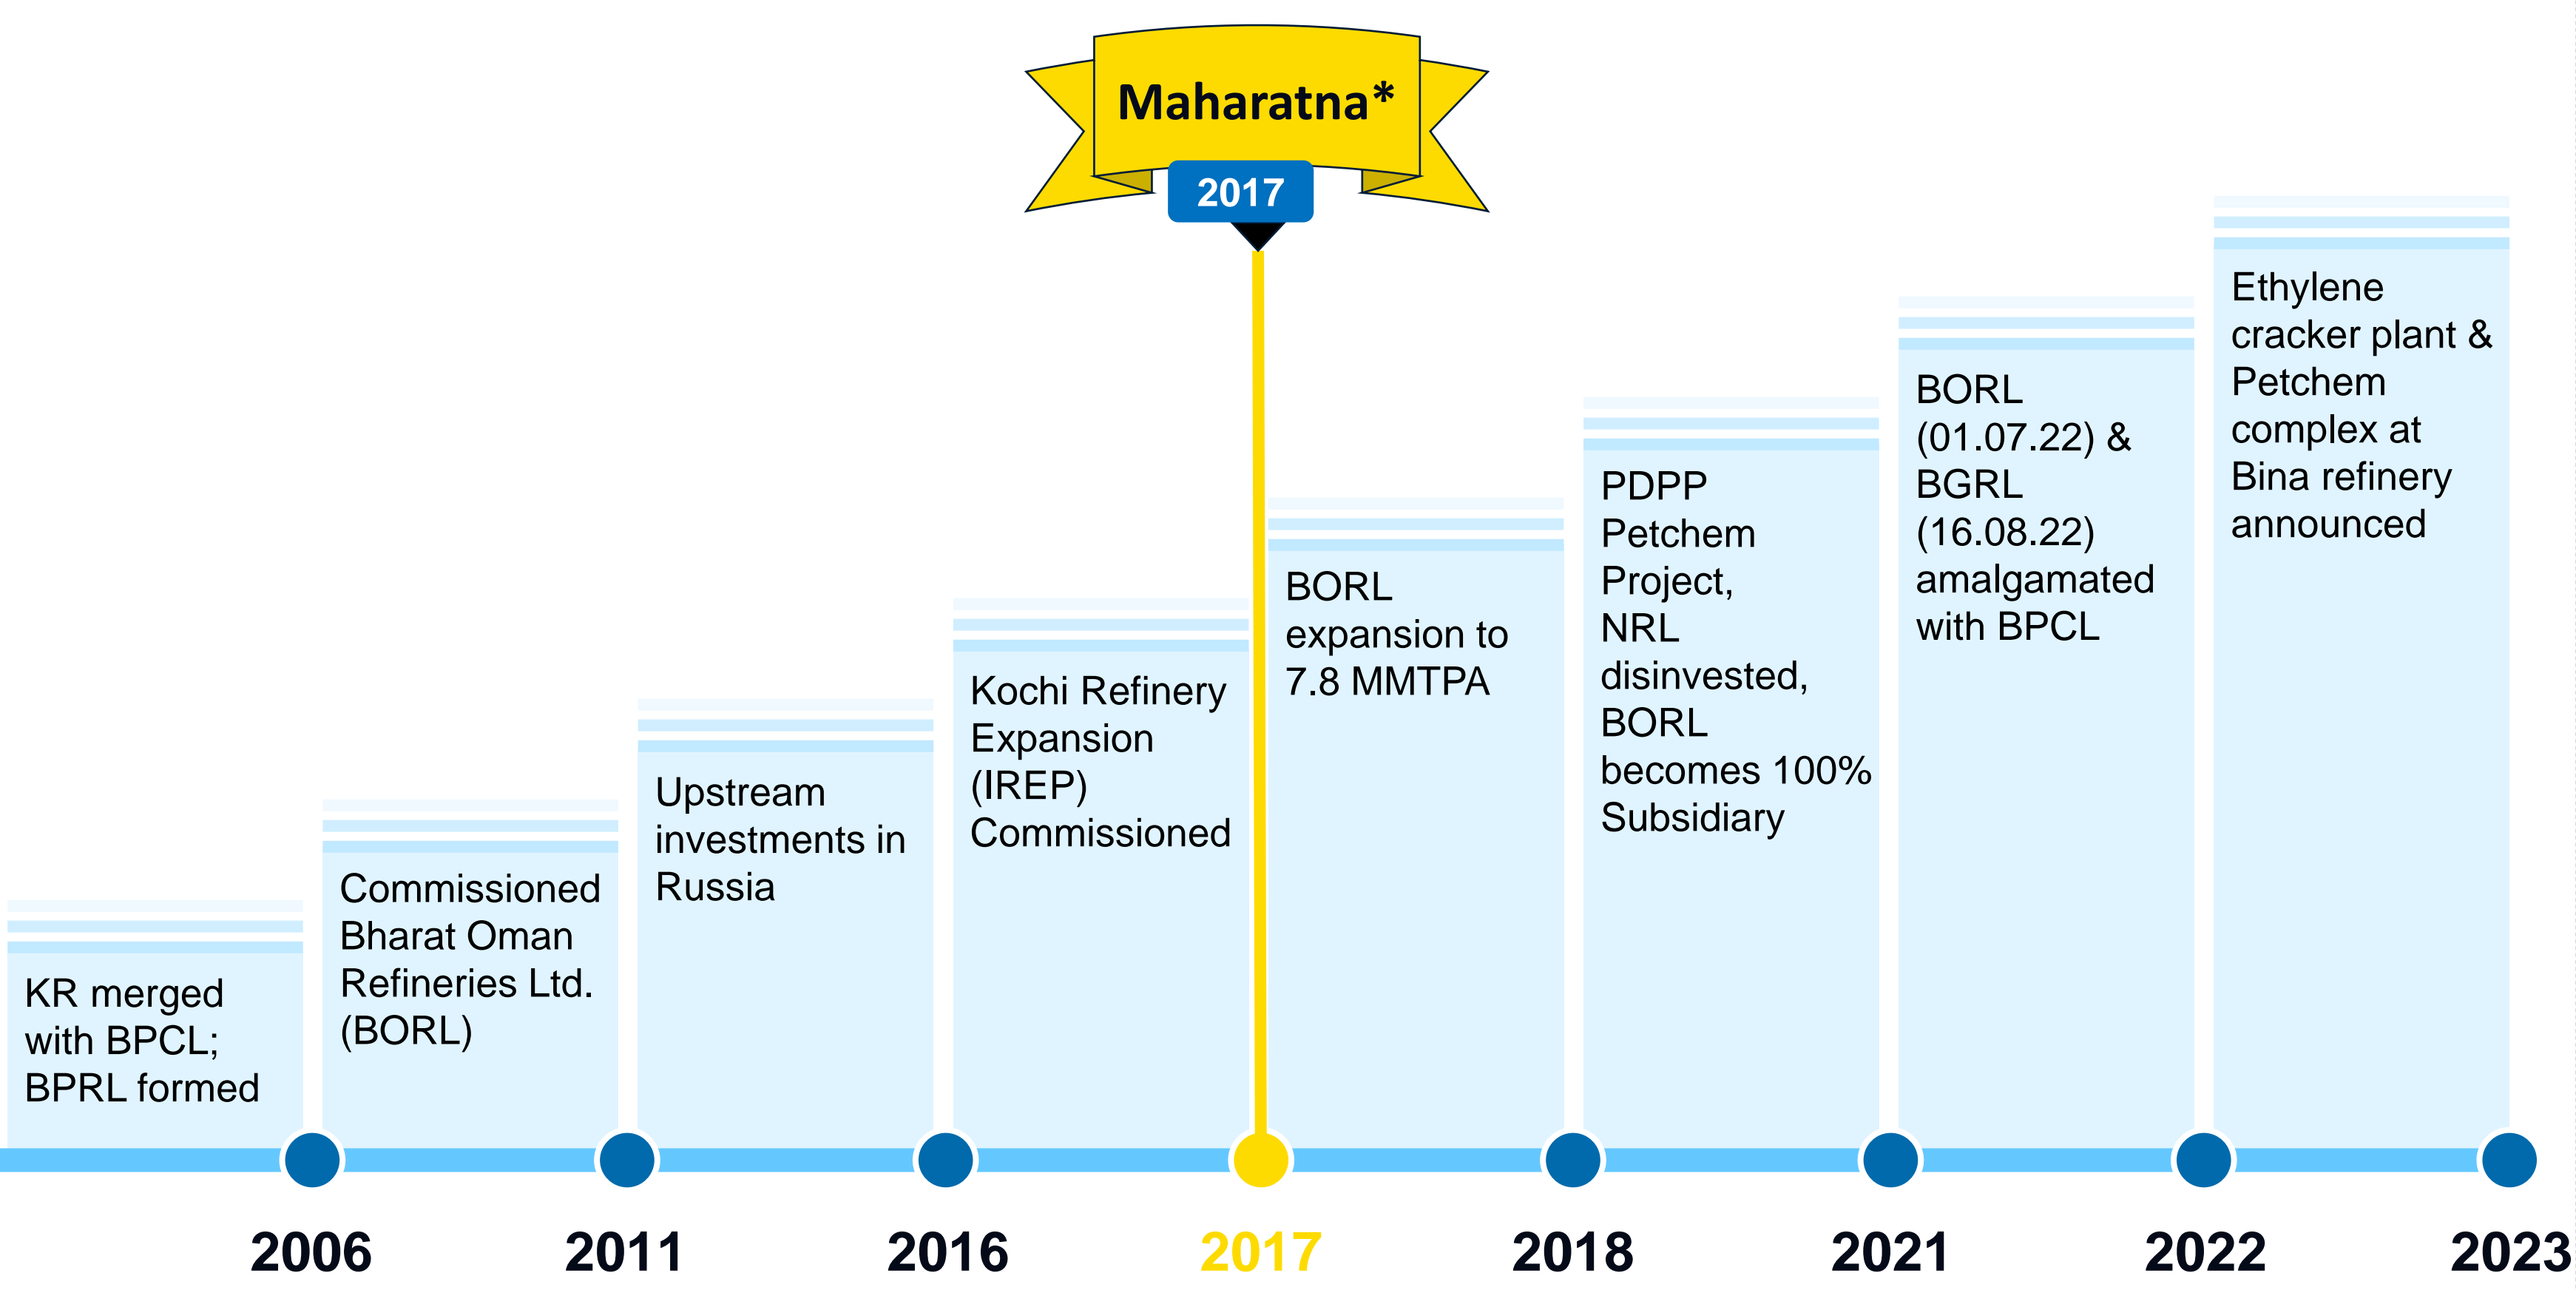 Maharatna*
2017
KR merged
with BPCL;
BPRL formed
Commissioned
Bharat Oman
Refineries Ltd.
(BORL)
Upstream
investments in
Russia
Kochi Refinery
Expansion
(IREP)
Commissioned
BORL
expansion to
7.8 MMTPA
PDPP
Petchem
Project,
NRL
disinvested,
BORL
becomes 100%
Subsidiary
BORL
(01.07.22) &
BGRL
(16.08.22)
amalgamated
with BPCL
Ethylene
cracker plant &
Petchem
complex at
Bina refinery
announced
2006
2011
2016
2017
2018
2021
2022
2023